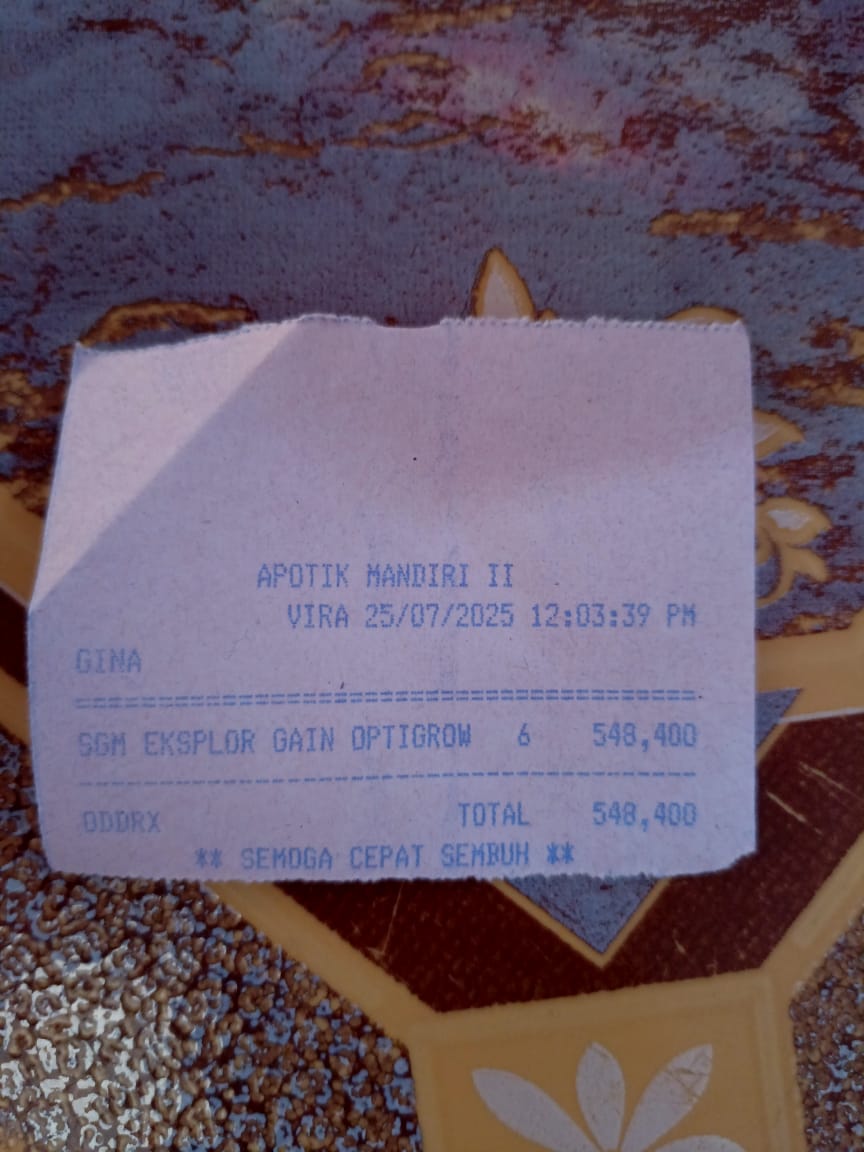 APOTIK MANDIRI II
VIRA 25/07/2025 12:03:39 PM
GINA
========================================
SGM EKSPLOR GAIN OPTIGROW 6 548,400
----------------------------------------
ODDRX TOTAL 548,400
** SEMOGA CEPAT SEMBUH **